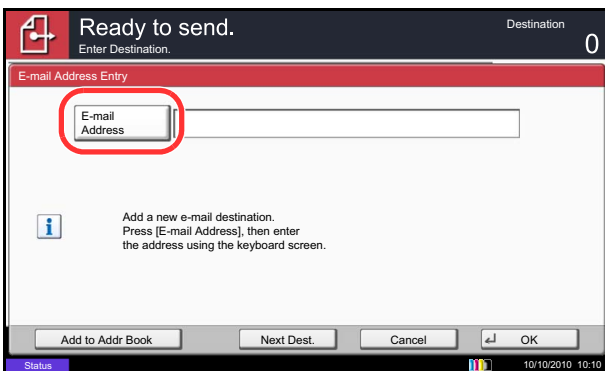 Ready to send.
Destination
Enter Destination.
0
E-mail Address Entry
E-mail
Address
Add a new e-mail destination.
Press [E-mail Address], then enter
the address using the keyboard screen.
Add to Addr Book
Next Dest.
Cancel
OK
Status
10/10/2010 10:10